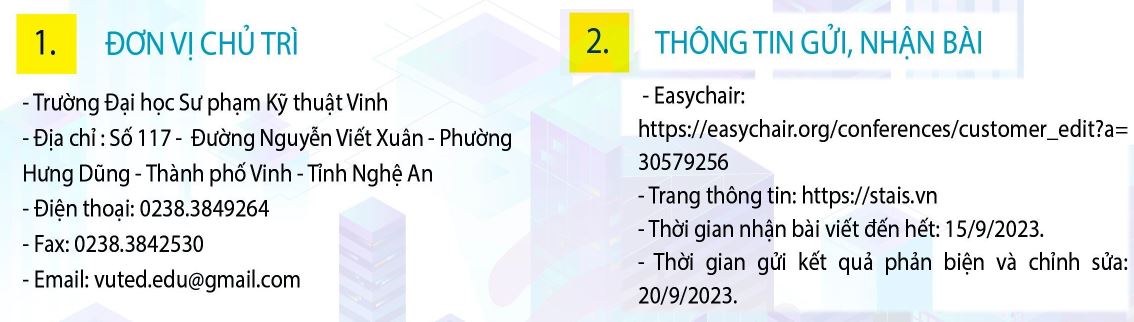 1. ĐƠN VỊ CHỦ TRÌ
- Trường Đại học Sư phạm Kỹ thuật Vinh
- Địa chỉ : Số 117 - Đường Nguyễn Viết Xuân - Phường
Hưng Dũng - Thành phố Vinh - Tỉnh Nghệ An
- Điện thoại: 0238.3849264
- Fax: 0238.3842530
- Email: vuted.edu@gmail.com
2. THÔNG TIN GỬI, NHẬN BÀI
- Easychair:
https://easychair.org/conferences/customer_edit?a=
30579256
- Trang thông tin: https://stais.vn
- Thời gian nhận bài viết đến hết: 15/9/2023.
- Thời gian gửi kết quả phản biện và chỉnh sửa:
20/9/2023.